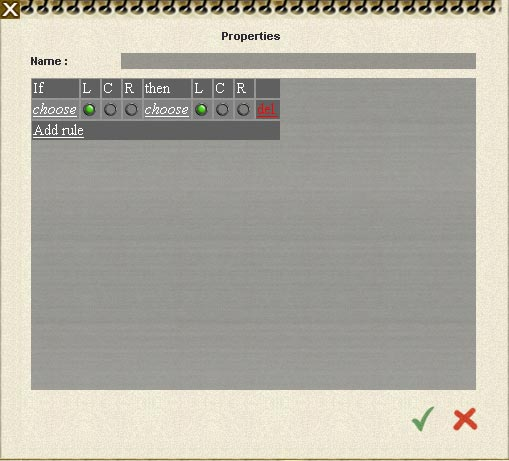 Properties
Name :
If L C R then L C R
choose choose del.
Add rule